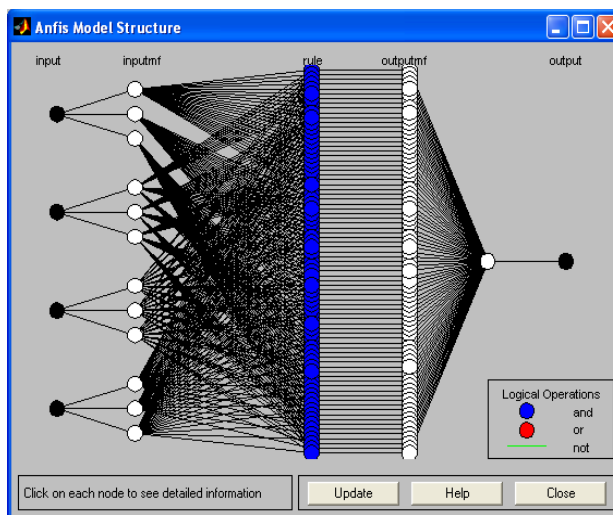 Anfis Model Structure
input inputmf rule outputmf output
Logical Operations
and
or
not
Click on each node to see detailed information Update Help Close